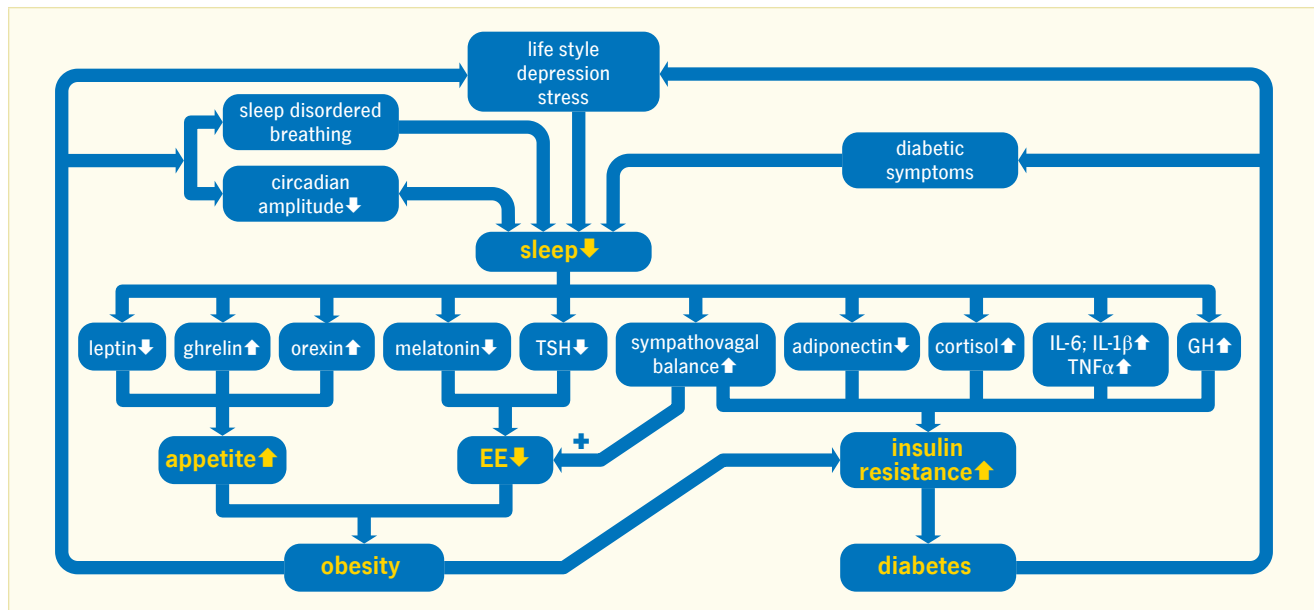 life style
depression
stress
sleep disordered
breathing
circadian
amplitude⬇
diabetic
symptoms
sleep⬇
leptin⬇
ghrelin⬆
orexin⬆
melatonin⬇
TSH⬇
sympathovagal
balance⬆
adiponectin⬇
cortisol⬆
IL-6; IL-1β⬆
TNFα⬆
GH⬆
+
appetite⬆
EE⬇
insulin
resistance⬆
obesity
diabetes